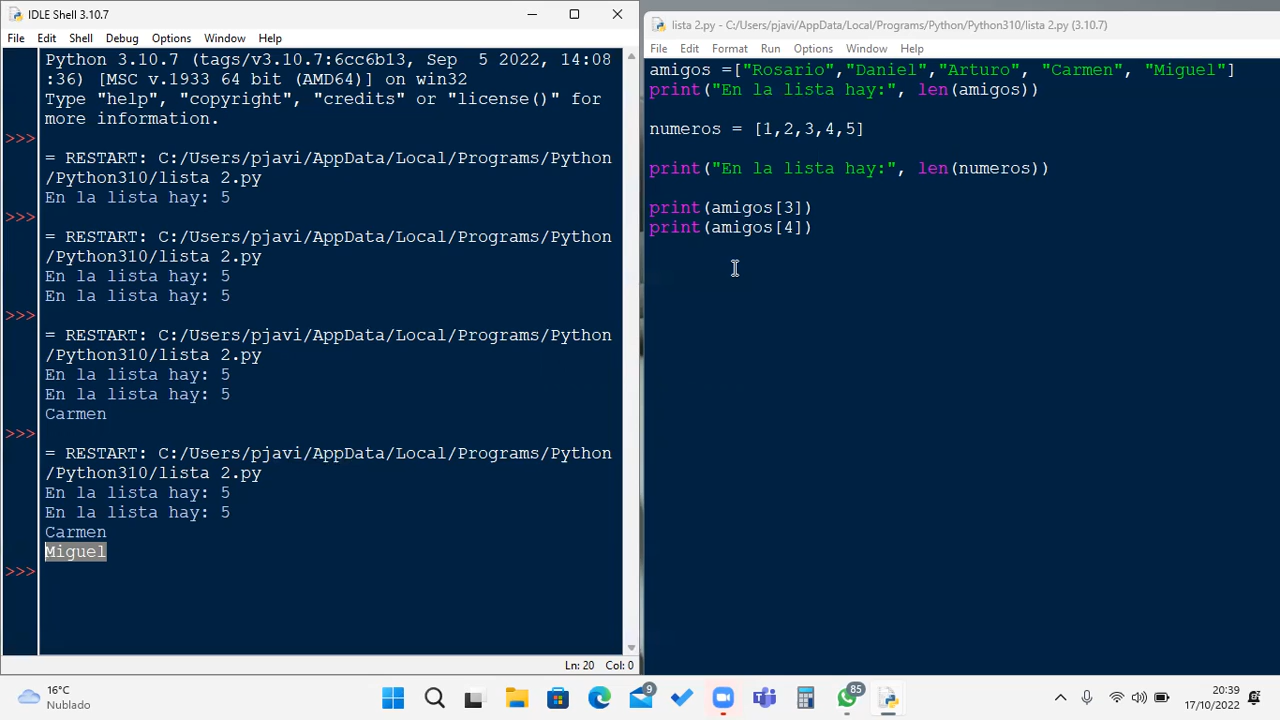 IDLE Shell 3.10.7
File Edit Shell Debug Options Window Help
Python 3.10.7 (tags/v3.10.7:6cc6b13, Sep  5 2022, 14:08
:36) [MSC v.1933 64 bit (AMD64)] on win32
Type "help", "copyright", "credits" or "license()" for
more information.
>>>
= RESTART: C:/Users/pjavi/AppData/Local/Programs/Python
/Python310/lista 2.py
En la lista hay: 5
>>>
= RESTART: C:/Users/pjavi/AppData/Local/Programs/Python
/Python310/lista 2.py
En la lista hay: 5
En la lista hay: 5
>>>
= RESTART: C:/Users/pjavi/AppData/Local/Programs/Python
/Python310/lista 2.py
En la lista hay: 5
En la lista hay: 5
Carmen
>>>
= RESTART: C:/Users/pjavi/AppData/Local/Programs/Python
/Python310/lista 2.py
En la lista hay: 5
En la lista hay: 5
Carmen
Miguel
>>>
Ln: 20 Col: 0
lista 2.py - C:/Users/pjavi/AppData/Local/Programs/Python/Python310/lista 2.py (3.10.7)
File Edit Format Run Options Window Help
amigos =["Rosario","Daniel","Arturo", "Carmen", "Miguel"]
print("En la lista hay:", len(amigos))
numeros = [1,2,3,4,5]
print("En la lista hay:", len(numeros))
print(amigos[3])
print(amigos[4])
16°C
Nublado
9
85
20:39
17/10/2022